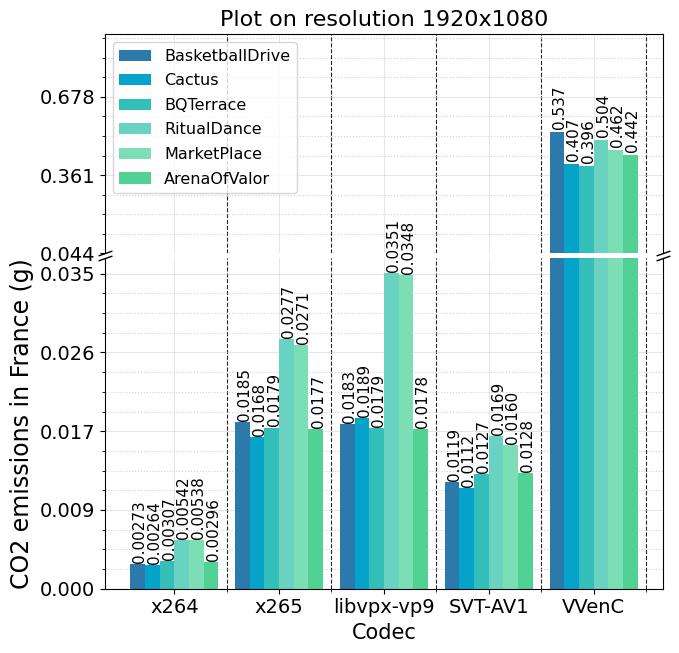 Plot on resolution 1920x1080
BasketballDrive
Cactus
BQTerrace
RitualDance
MarketPlace
ArenaOfValor
0.678
0.361
0.044
0.035
0.026
0.017
0.009
0.000
CO2 emissions in France (g)
0.00273
0.00264
0.00307
0.00542
0.00538
0.00296
0.0185
0.0168
0.0179
0.0277
0.0271
0.0177
0.0183
0.0189
0.0179
0.0351
0.0348
0.0178
0.0119
0.0112
0.0127
0.0169
0.0160
0.0128
0.537
0.407
0.396
0.504
0.462
0.442
x264
x265
libvpx-vp9
SVT-AV1
VVenC
Codec